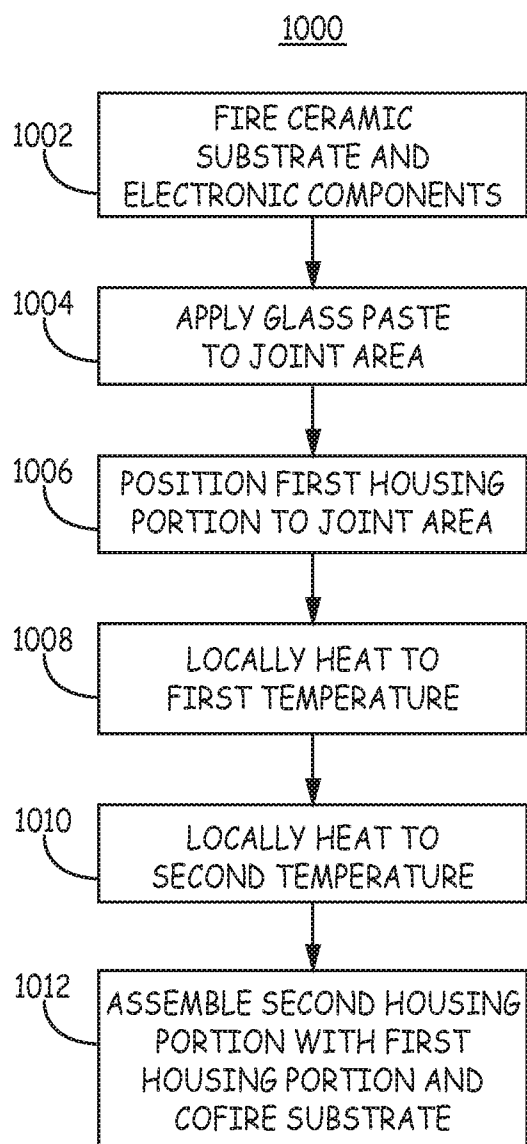 1000
1002
FIRE CERAMIC
SUBSTRATE AND
ELECTRONIC COMPONENTS
1004
APPLY GLASS PASTE
TO JOINT AREA
1006
POSITION FIRST HOUSING
PORTION TO JOINT AREA
1008
LOCALLY HEAT TO
FIRST TEMPERATURE
1010
LOCALLY HEAT TO
SECOND TEMPERATURE
1012
ASSEMBLE SECOND HOUSING
PORTION WITH FIRST
HOUSING PORTION AND
COFIRE SUBSTRATE